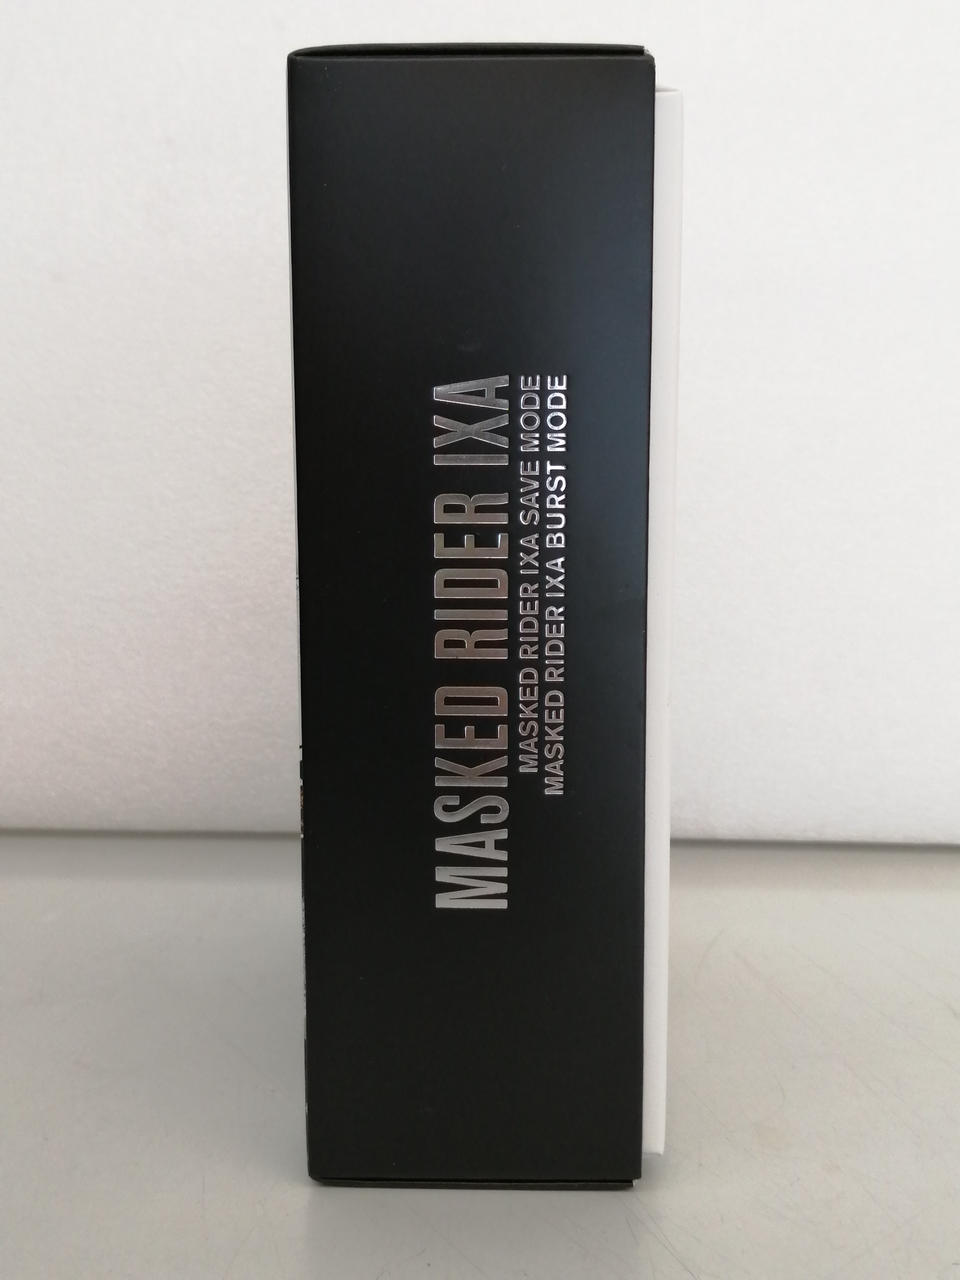 MASKED RIDER IXA
MASKED RIDER IXA SAVE MODE
MASKED RIDER IXA BURST MODE